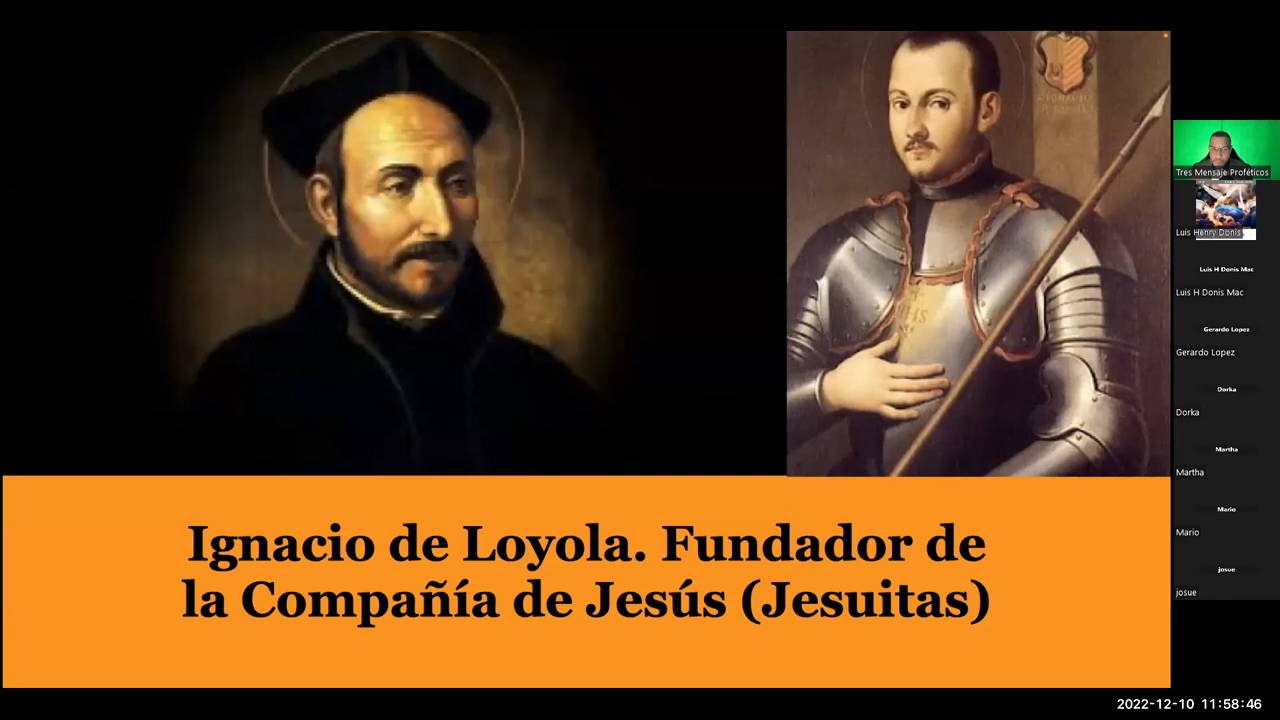 Ignacio de Loyola. Fundador de
la Compañía de Jesús (Jesuitas)
Tres Mensaje Proféticos
Luis Henry Donis
Luis H Donis Mac
Luis H Donis Mac
Gerardo Lopez
Gerardo Lopez
Dorka
Dorka
Martha
Martha
Mario
Mario
josue
josue
2022-12-10 11:58:46